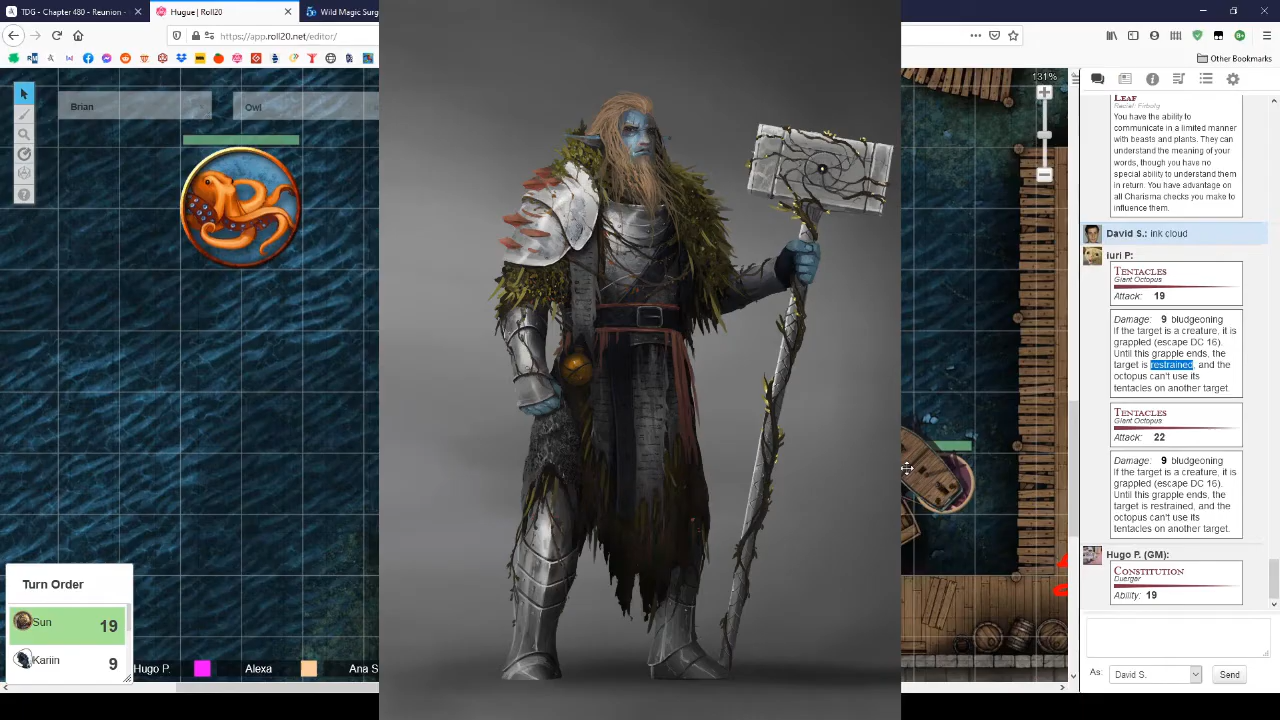 TDG - Chapter 480 - Reunion -
Hugue | Roll20
Wild Magic Surg
https://app.roll20.net/editor/
Other Bookmarks
Brian
Owl
131%
LEAF
Racial: Firbolg
You have the ability to
communicate in a limited manner
with beasts and plants. They can
understand the meaning of your
words, though you have no
special ability to understand them
in return. You have advantage on
all Charisma checks you make to
influence them.
David S.: ink cloud
iuri P:
TENTACLES
Giant Octopus
Attack: 19
Damage: 9 bludgeoning
If the target is a creature, it is
grappled (escape DC 16).
Until this grapple ends, the
target is restrained, and the
octopus can't use its
tentacles on another target.
TENTACLES
Giant Octopus
Attack: 22
Damage: 9 bludgeoning
If the target is a creature, it is
grappled (escape DC 16).
Until this grapple ends, the
target is restrained, and the
octopus can't use its
tentacles on another target.
Hugo P. (GM):
CONSTITUTION
Duergar
Ability: 19
As: David S.
Send
Turn Order
Sun 19
Kariin 9
Hugo P
Alexa
Ana S